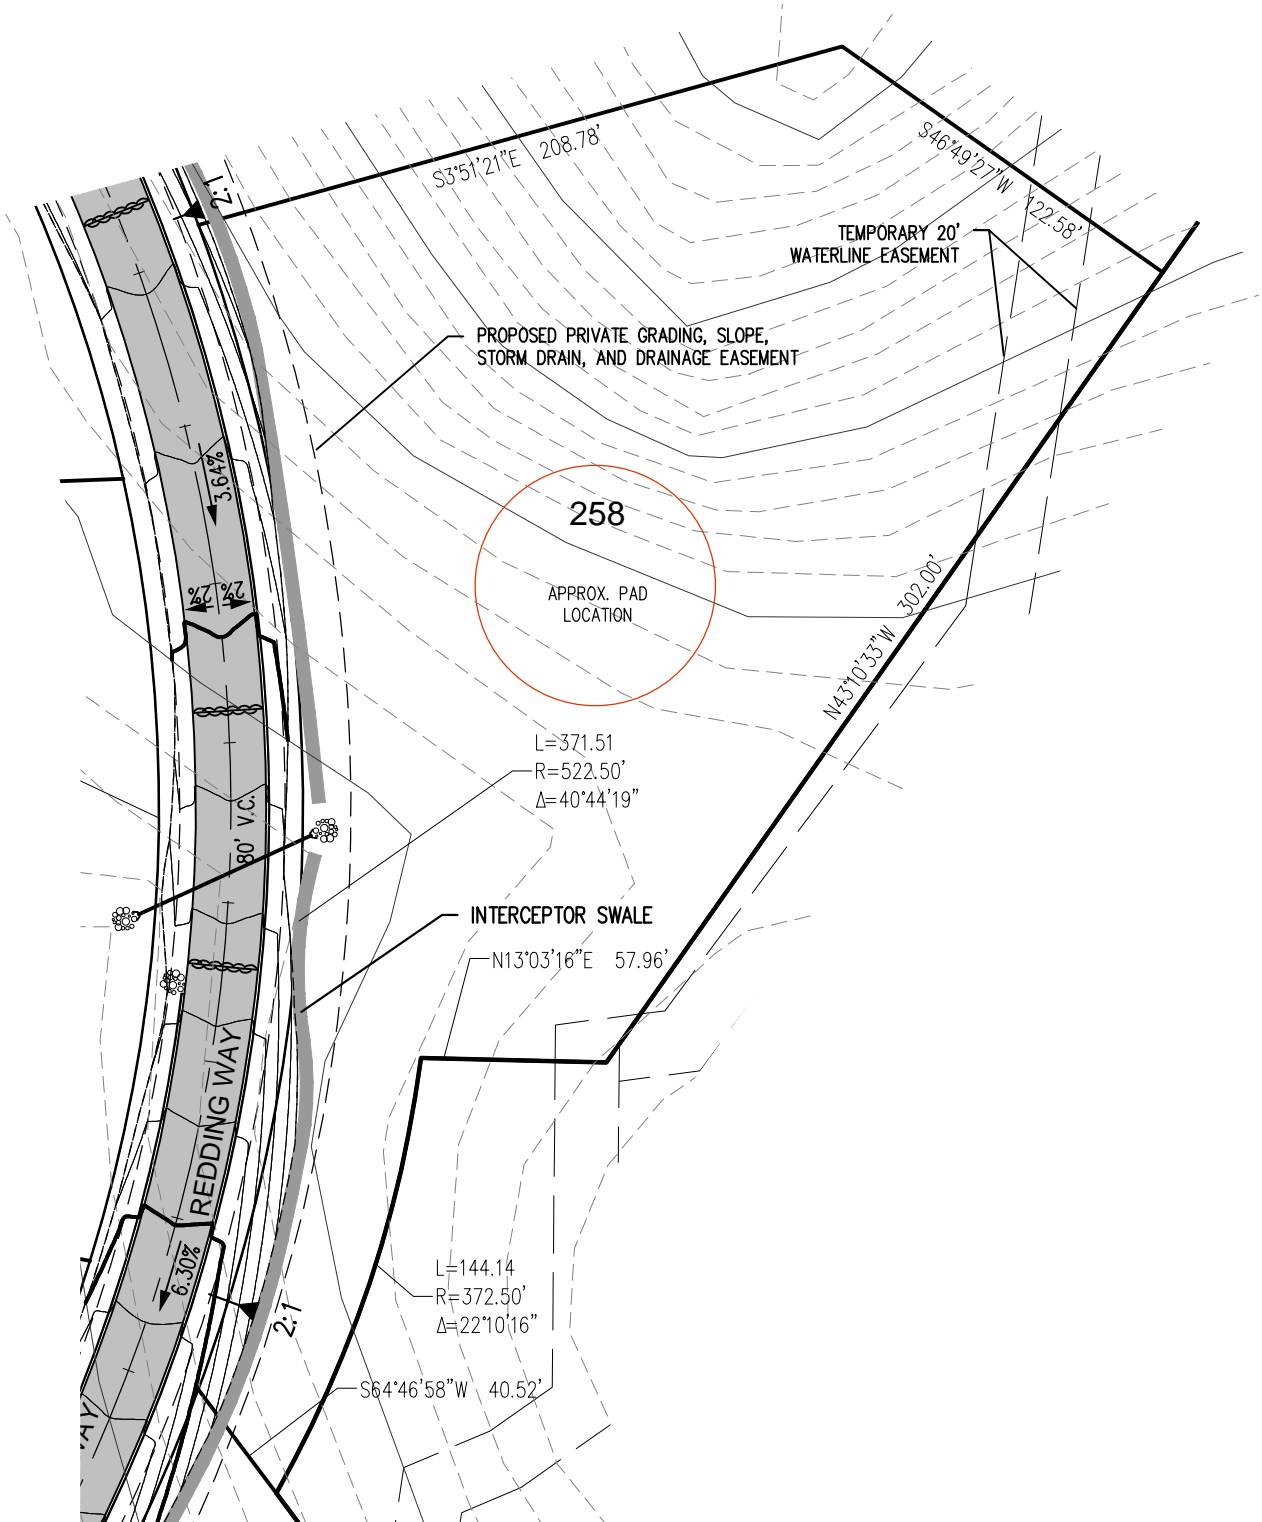 S3°51'21"E 208.78'
S46°49'27"W 122.58'
2:1
TEMPORARY 20'
WATERLINE EASEMENT
PROPOSED PRIVATE GRADING, SLOPE,
STORM DRAIN, AND DRAINAGE EASEMENT
3.64%
258
APPROX. PAD
LOCATION
2%
2%
N43°10'33"W 302.00'
L=371.51
R=522.50'
Δ=40°44'19"
80' V.C.
INTERCEPTOR SWALE
N13°03'16"E 57.96'
REDDING WAY
6.30%
L=144.14
R=372.50'
Δ=22°10'16"
2:1
S64°46'58"W 40.52'